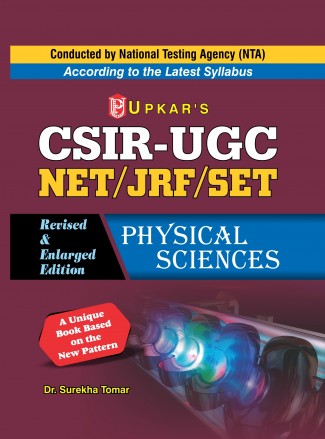 Conducted by National Testing Agency (NTA)
According to the Latest Syllabus
UPKAR'S
CSIR-UGC
NET/JRF/SET
Revised
&
Enlarged
Edition
PHYSICAL
SCIENCES
A Unique
Book Based
on the
New Pattern
Dr. Surekha Tomar